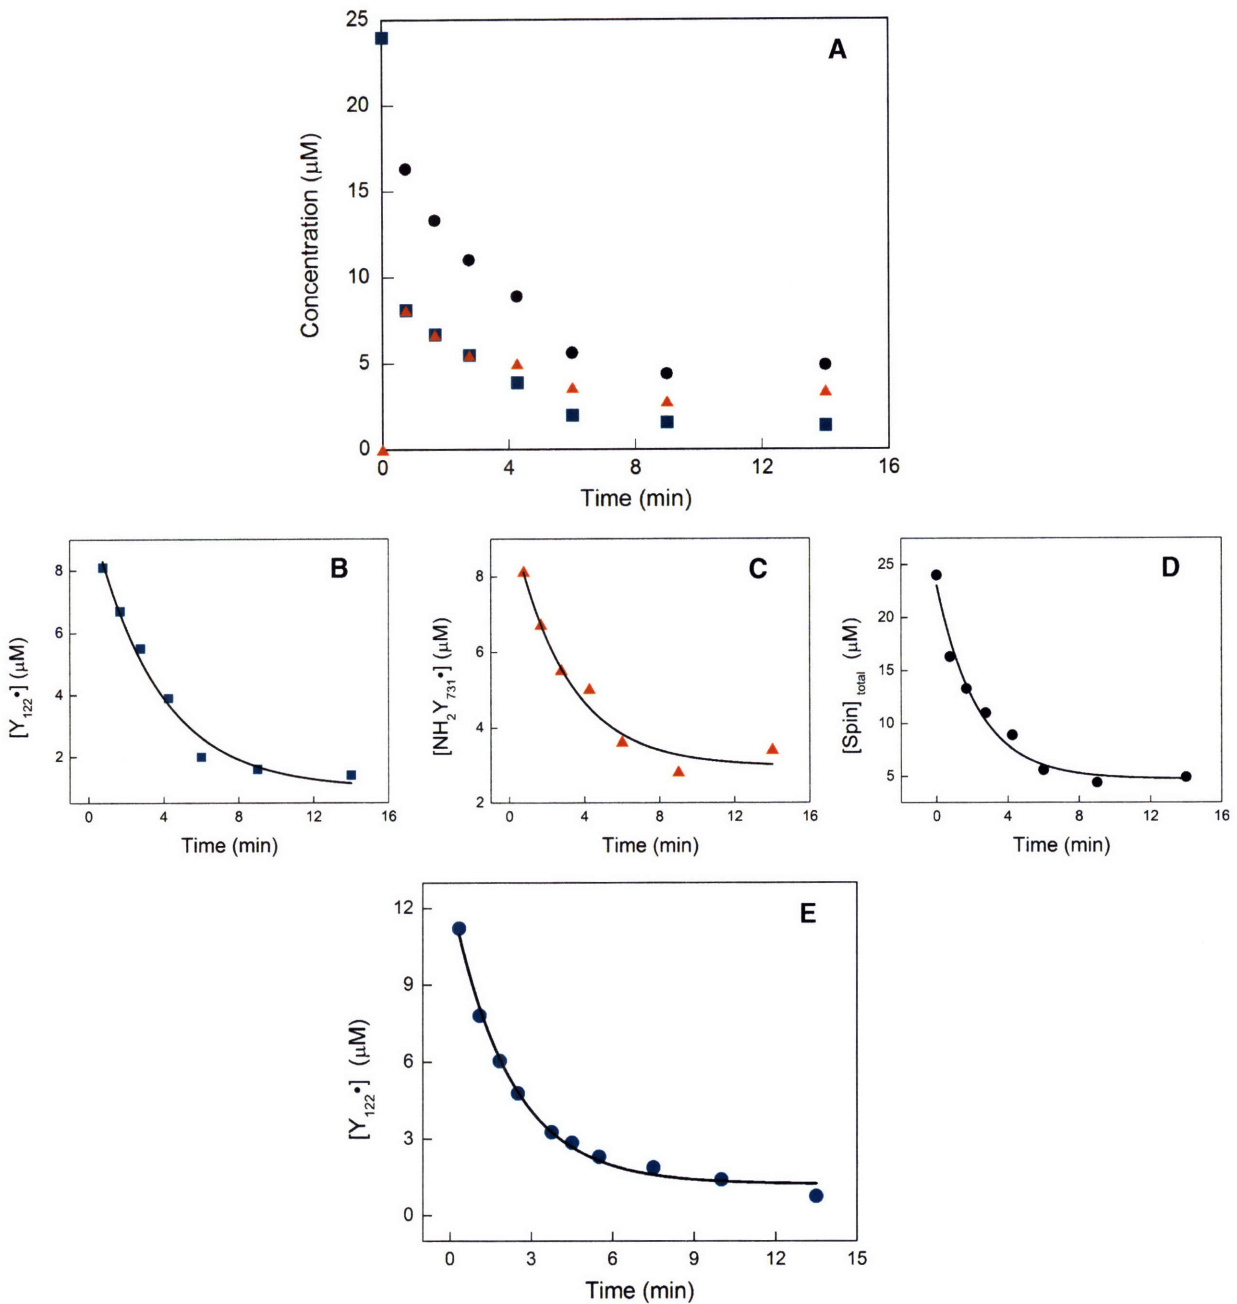 A
25
20
15
10
5
0
Concentration (μM)
0 4 8 12 16
Time (min)
B
8
6
4
2
[Y122•] (μM)
0 4 8 12 16
Time (min)
C
8
6
4
2
[NH2Y731•] (μM)
0 4 8 12 16
Time (min)
D
25
20
15
10
5
[Spin] total (μM)
0 4 8 12 16
Time (min)
E
12
9
6
3
0
[Y122•] (μM)
0 3 6 9 12 15
Time (min)